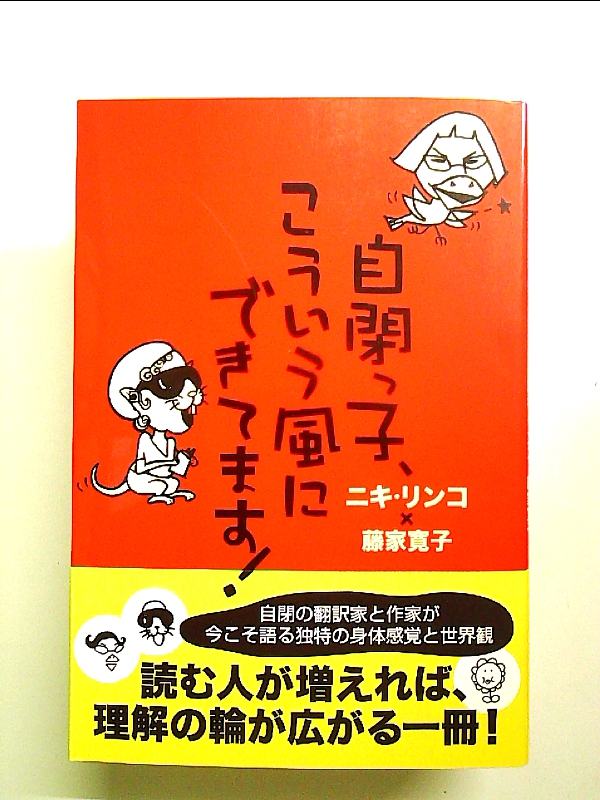 自閉っ子、
こういう風に
できてます!
ニキ・リンコ
×
藤家寛子
自閉の翻訳家と作家が
今こそ語る独特の身体感覚と世界観
読む人が増えれば、
理解の輪が広がる一冊!